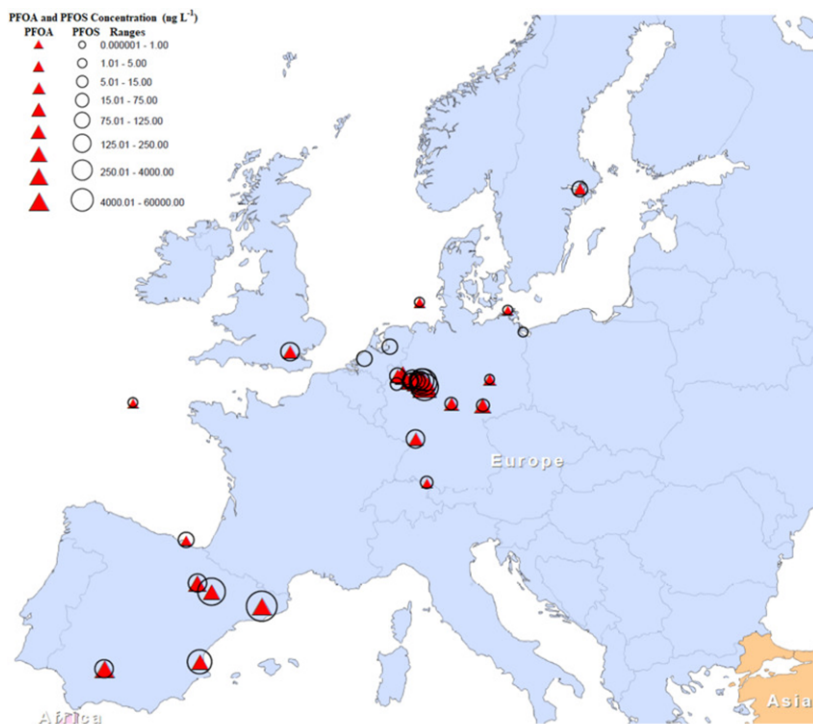 PFOA and PFOS Concentration (ng L-1)
PFOA PFOS Ranges
0.000001 - 1.00
1.01 - 5.00
5.01 - 15.00
15.01 - 75.00
75.01 - 125.00
125.01 - 250.00
250.01 - 4000.00
4000.01 - 60000.00
Europe
Asia
Africa